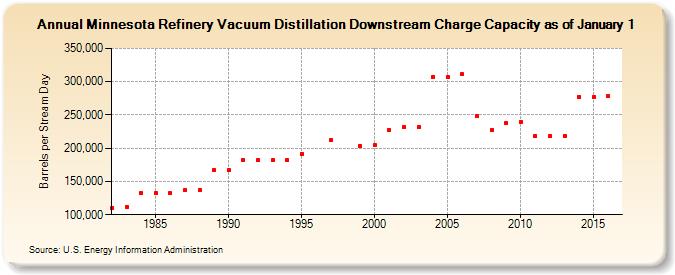 Annual Minnesota Refinery Vacuum Distillation Downstream Charge Capacity as of January 1
Barrels per Stream Day
350,000
300,000
250,000
200,000
150,000
100,000
1985 1990 1995 2000 2005 2010 2015
Source: U.S. Energy Information Administration